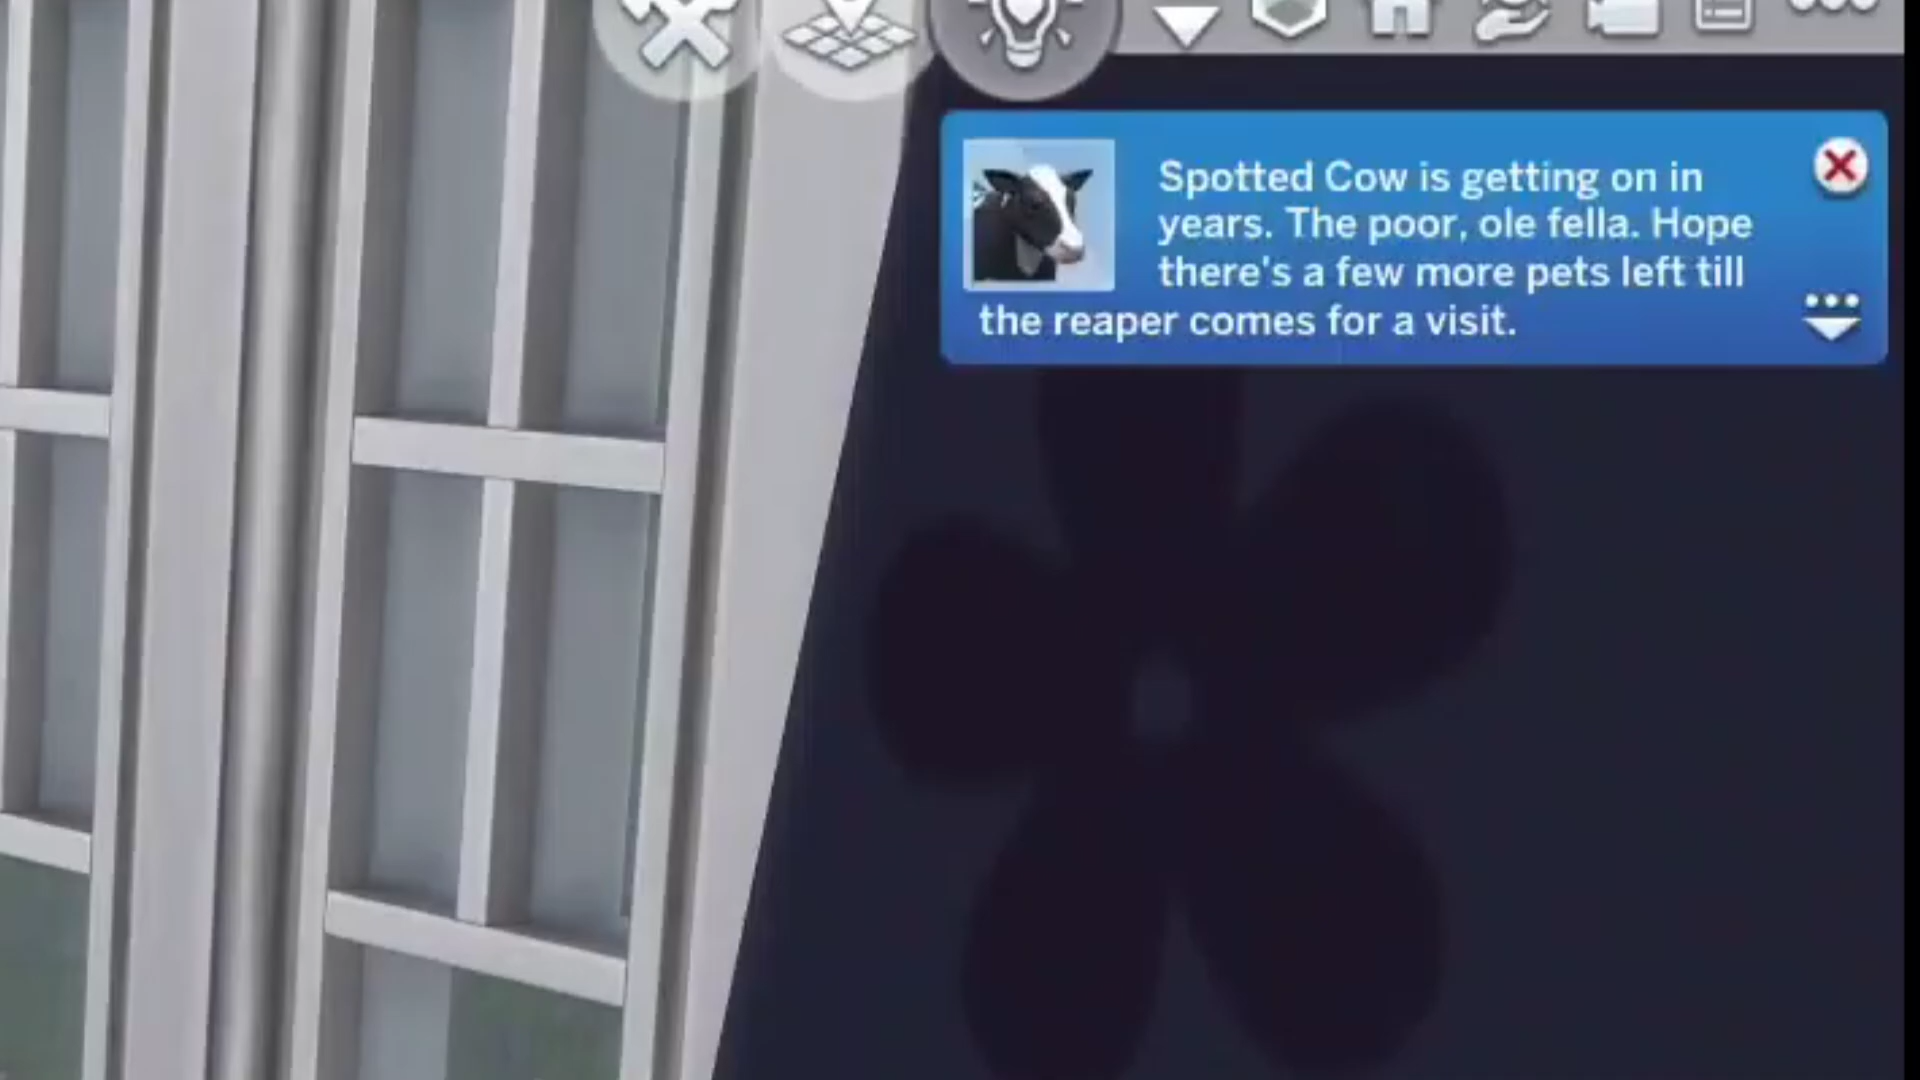 Spotted Cow is getting on in
years. The poor, ole fella. Hope
there's a few more pets left till
the reaper comes for a visit.